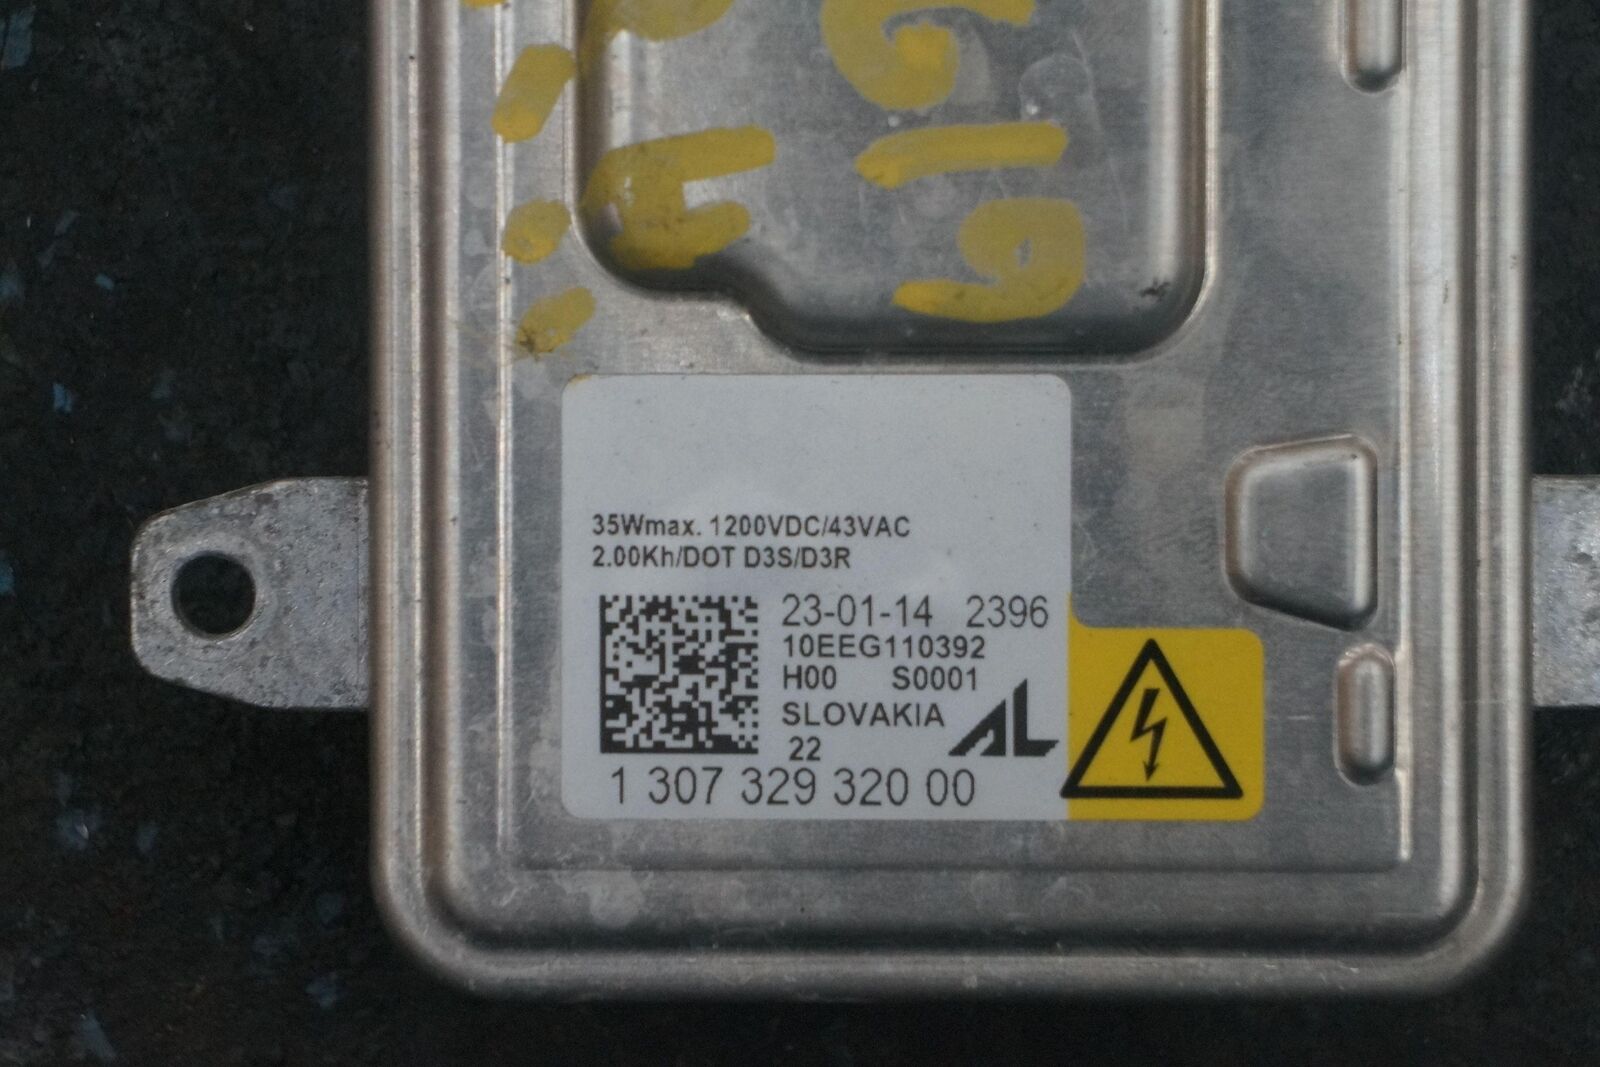 35Wmax. 1200VDC/43VAC
2.00Kh/DOT D3S/D3R
23-01-14 2396
10EEG110392
H00 S0001
SLOVAKIA
22
AL
1 307 329 320 00